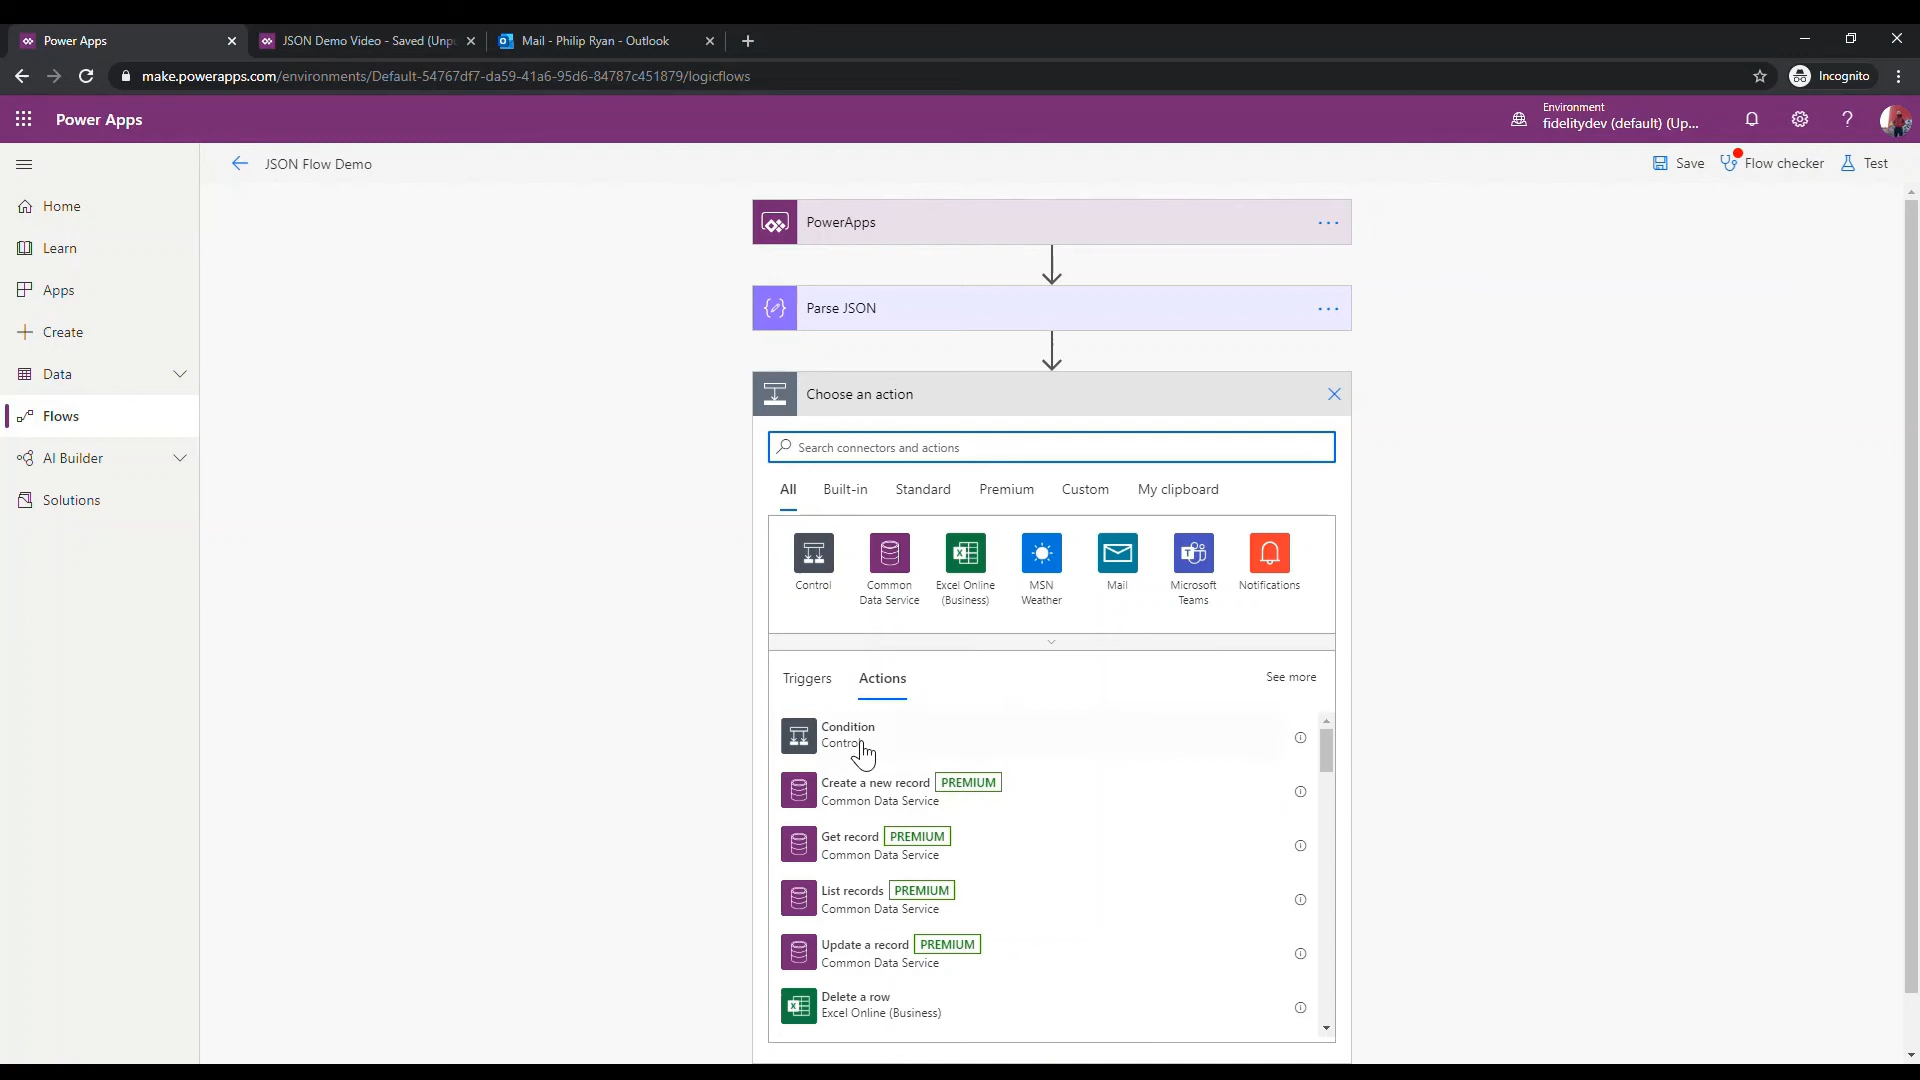 Power Apps
JSON Demo Video - Saved (Unpu
Mail - Philip Ryan - Outlook
make.powerapps.com/environments/Default-54767df7-da59-41a6-95d6-84787c451879/logicflows
Incognito
Power Apps
Environment
fidelitydev (default) (Up...
JSON Flow Demo
Save
Flow checker
Test
Home
Learn
Apps
Create
Data
Flows
AI Builder
Solutions
PowerApps
Parse JSON
Choose an action
Search connectors and actions
All Built-in Standard Premium Custom My clipboard
Control
Common
Data Service
Excel Online
(Business)
MSN
Weather
Mail
Microsoft
Teams
Notifications
Triggers Actions See more
Condition
Control
Create a new record PREMIUM
Common Data Service
Get record PREMIUM
Common Data Service
List records PREMIUM
Common Data Service
Update a record PREMIUM
Common Data Service
Delete a row
Excel Online (Business)